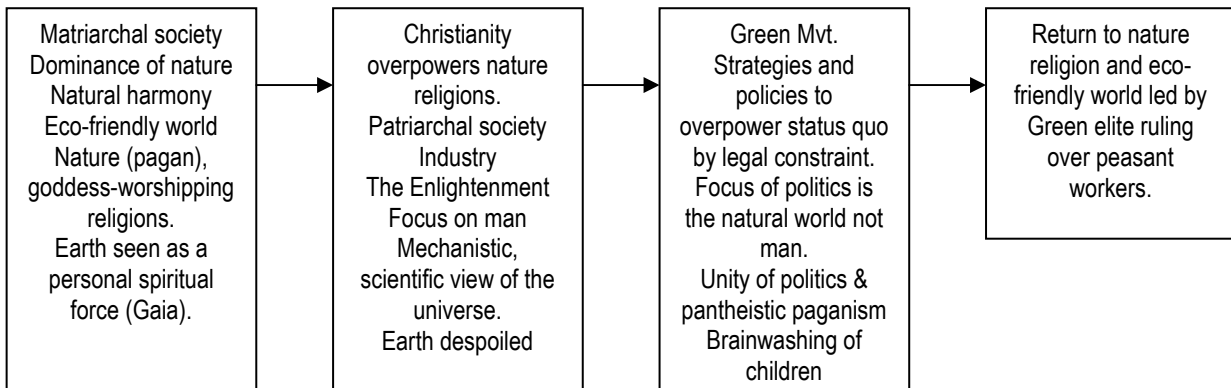 Matriarchal society
Dominance of nature
Natural harmony
Eco-friendly world
Nature (pagan),
goddess-worshipping
religions.
Earth seen as a
personal spiritual
force (Gaia).
Christianity
overpowers nature
religions.
Patriarchal society
Industry
The Enlightenment
Focus on man
Mechanistic,
scientific view of the
universe.
Earth despoiled
Green Mvt.
Strategies and
policies to
overpower status quo
by legal constraint.
Focus of politics is
the natural world not
man.
Unity of politics &
pantheistic paganism
Brainwashing of
children
Return to nature
religion and eco-
friendly world led by
Green elite ruling
over peasant
workers.